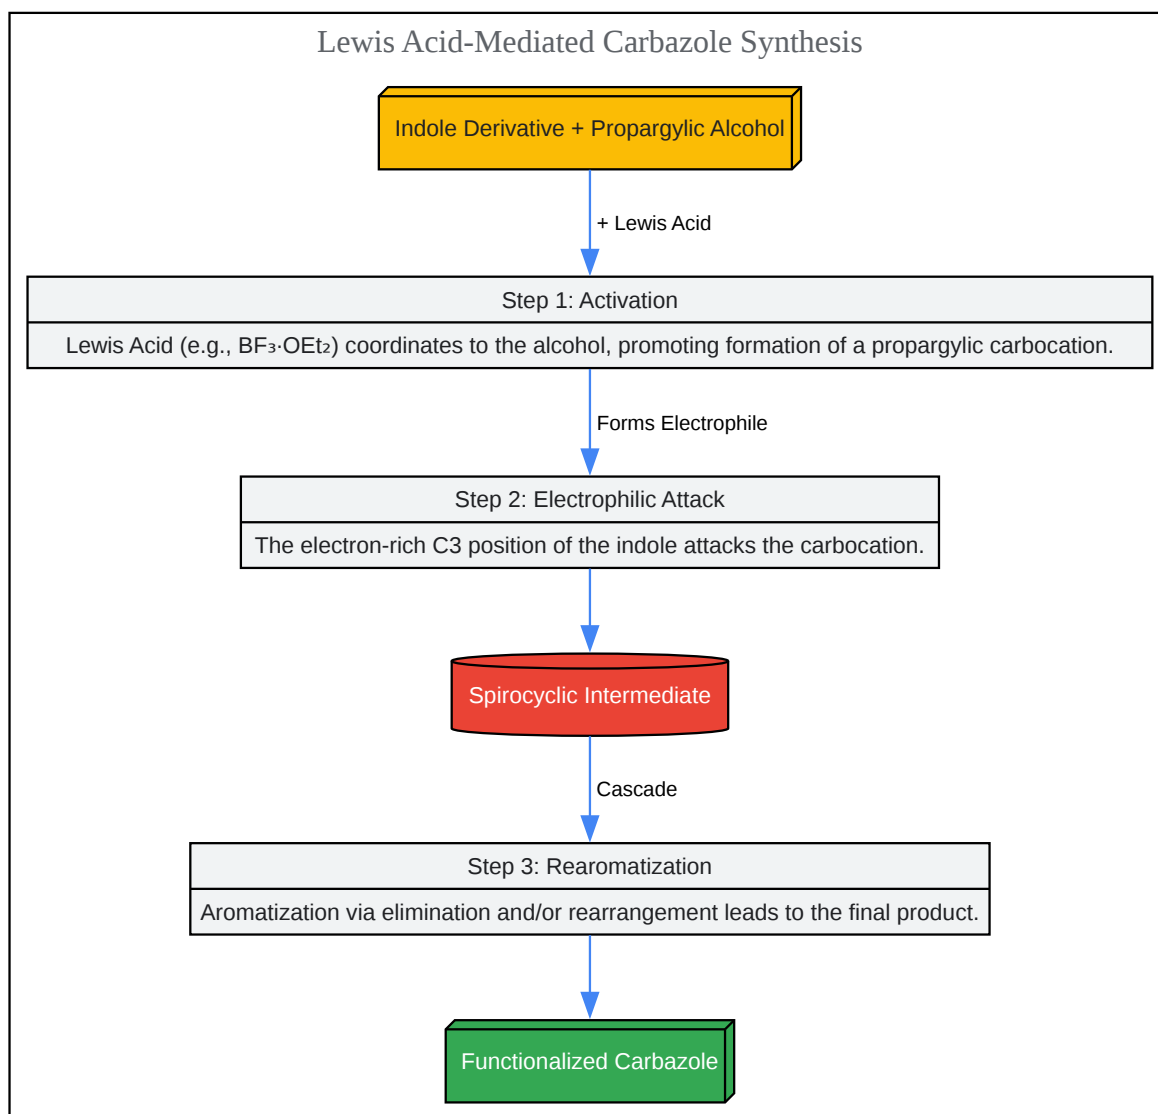 Lewis Acid-Mediated Carbazole Synthesis
Indole Derivative + Propargylic Alcohol
+ Lewis Acid
Step 1: Activation
Lewis Acid (e.g., BF₃·OEt₂) coordinates to the alcohol, promoting formation of a propargylic carbocation.
Forms Electrophile
Step 2: Electrophilic Attack
The electron-rich C3 position of the indole attacks the carbocation.
Spirocyclic Intermediate
Cascade
Step 3: Rearomatization
Aromatization via elimination and/or rearrangement leads to the final product.
Functionalized Carbazole